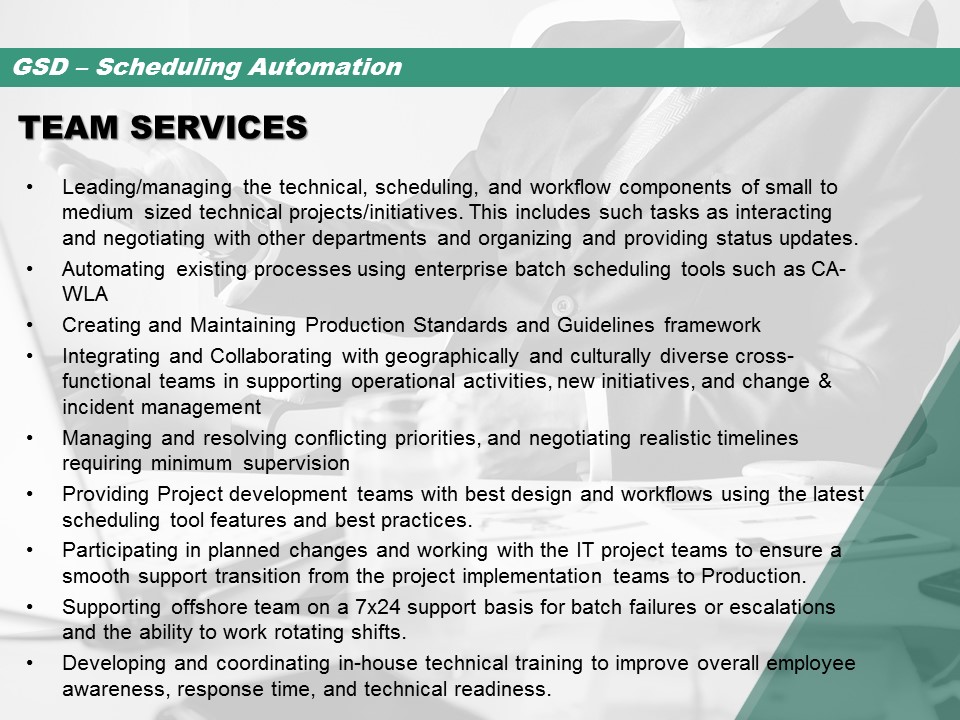 GSD – Scheduling Automation
TEAM SERVICES
• Leading/managing the technical, scheduling, and workflow components of small to
medium sized technical projects/initiatives. This includes such tasks as interacting
and negotiating with other departments and organizing and providing status updates.
• Automating existing processes using enterprise batch scheduling tools such as CA-
WLA
• Creating and Maintaining Production Standards and Guidelines framework
• Integrating and Collaborating with geographically and culturally diverse cross-
functional teams in supporting operational activities, new initiatives, and change &
incident management
• Managing and resolving conflicting priorities, and negotiating realistic timelines
requiring minimum supervision
• Providing Project development teams with best design and workflows using the latest
scheduling tool features and best practices.
• Participating in planned changes and working with the IT project teams to ensure a
smooth support transition from the project implementation teams to Production.
• Supporting offshore team on a 7x24 support basis for batch failures or escalations
and the ability to work rotating shifts.
• Developing and coordinating in-house technical training to improve overall employee
awareness, response time, and technical readiness.